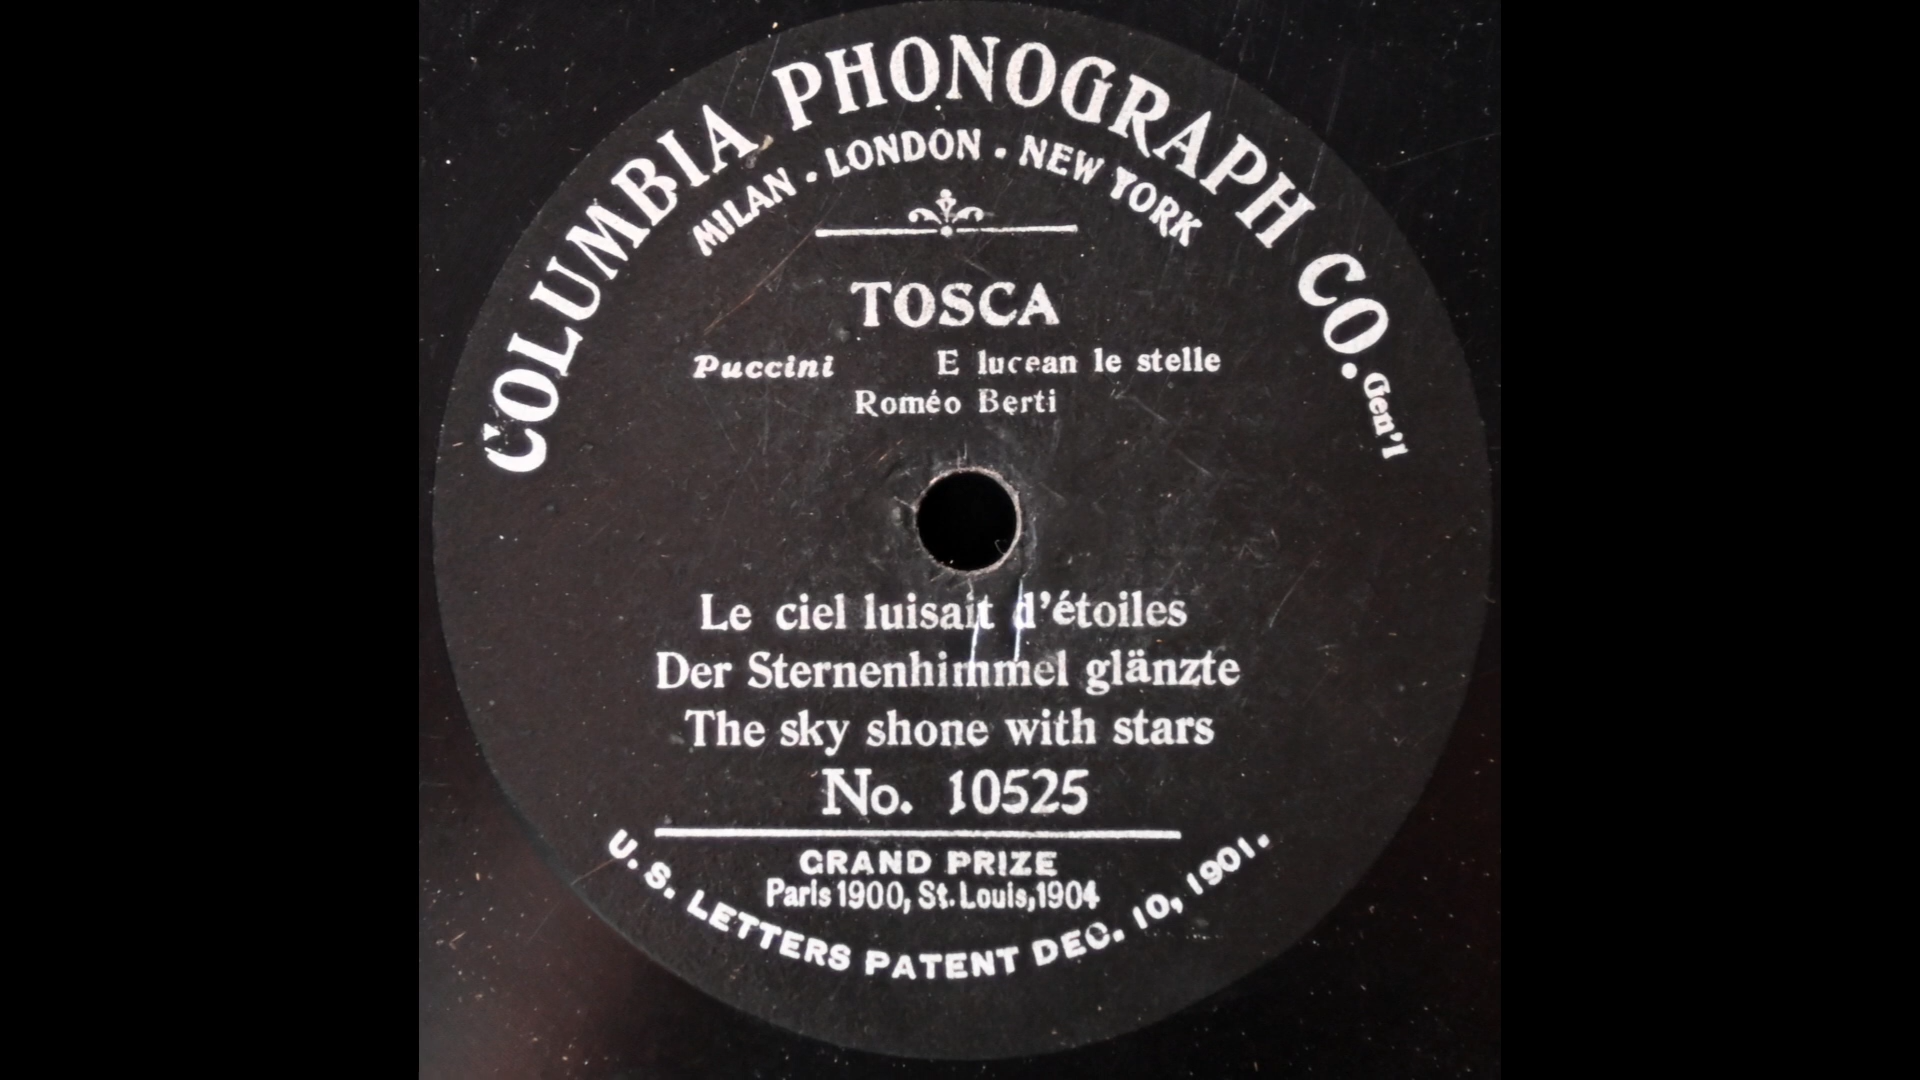 COLUMBIA PHONOGRAPH CO. Gen'l
MILAN . LONDON . NEW YORK
TOSCA
Puccini E lucean le stelle
Roméo Berti
Le ciel luisait d'étoiles
Der Sternenhimmel glänzte
The sky shone with stars
No. 10525
GRAND PRIZE
Paris 1900, St. Louis, 1904
U. S. LETTERS PATENT DEC. 10, 1901.